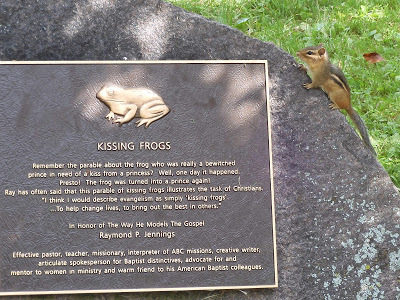 KISSING FROGS
Remember the parable about the frog who was really a bewitched
prince in need of a kiss from a princess? Well, one day it happened.
Presto! The frog was turned into a prince again!
Ray has often said that this parable of kissing frogs illustrates the task of Christians.
"I think I would describe evangelism as simply 'kissing frogs'
...To help change lives, to bring out the best in others."
In Honor of The Way He Models The Gospel
Raymond P. Jennings
Effective pastor, teacher, missionary, interpreter of ABC missions, creative writer,
articulate spokesperson for Baptist distinctives, advocate for and
mentor to women in ministry and warm friend to his American Baptist colleagues.